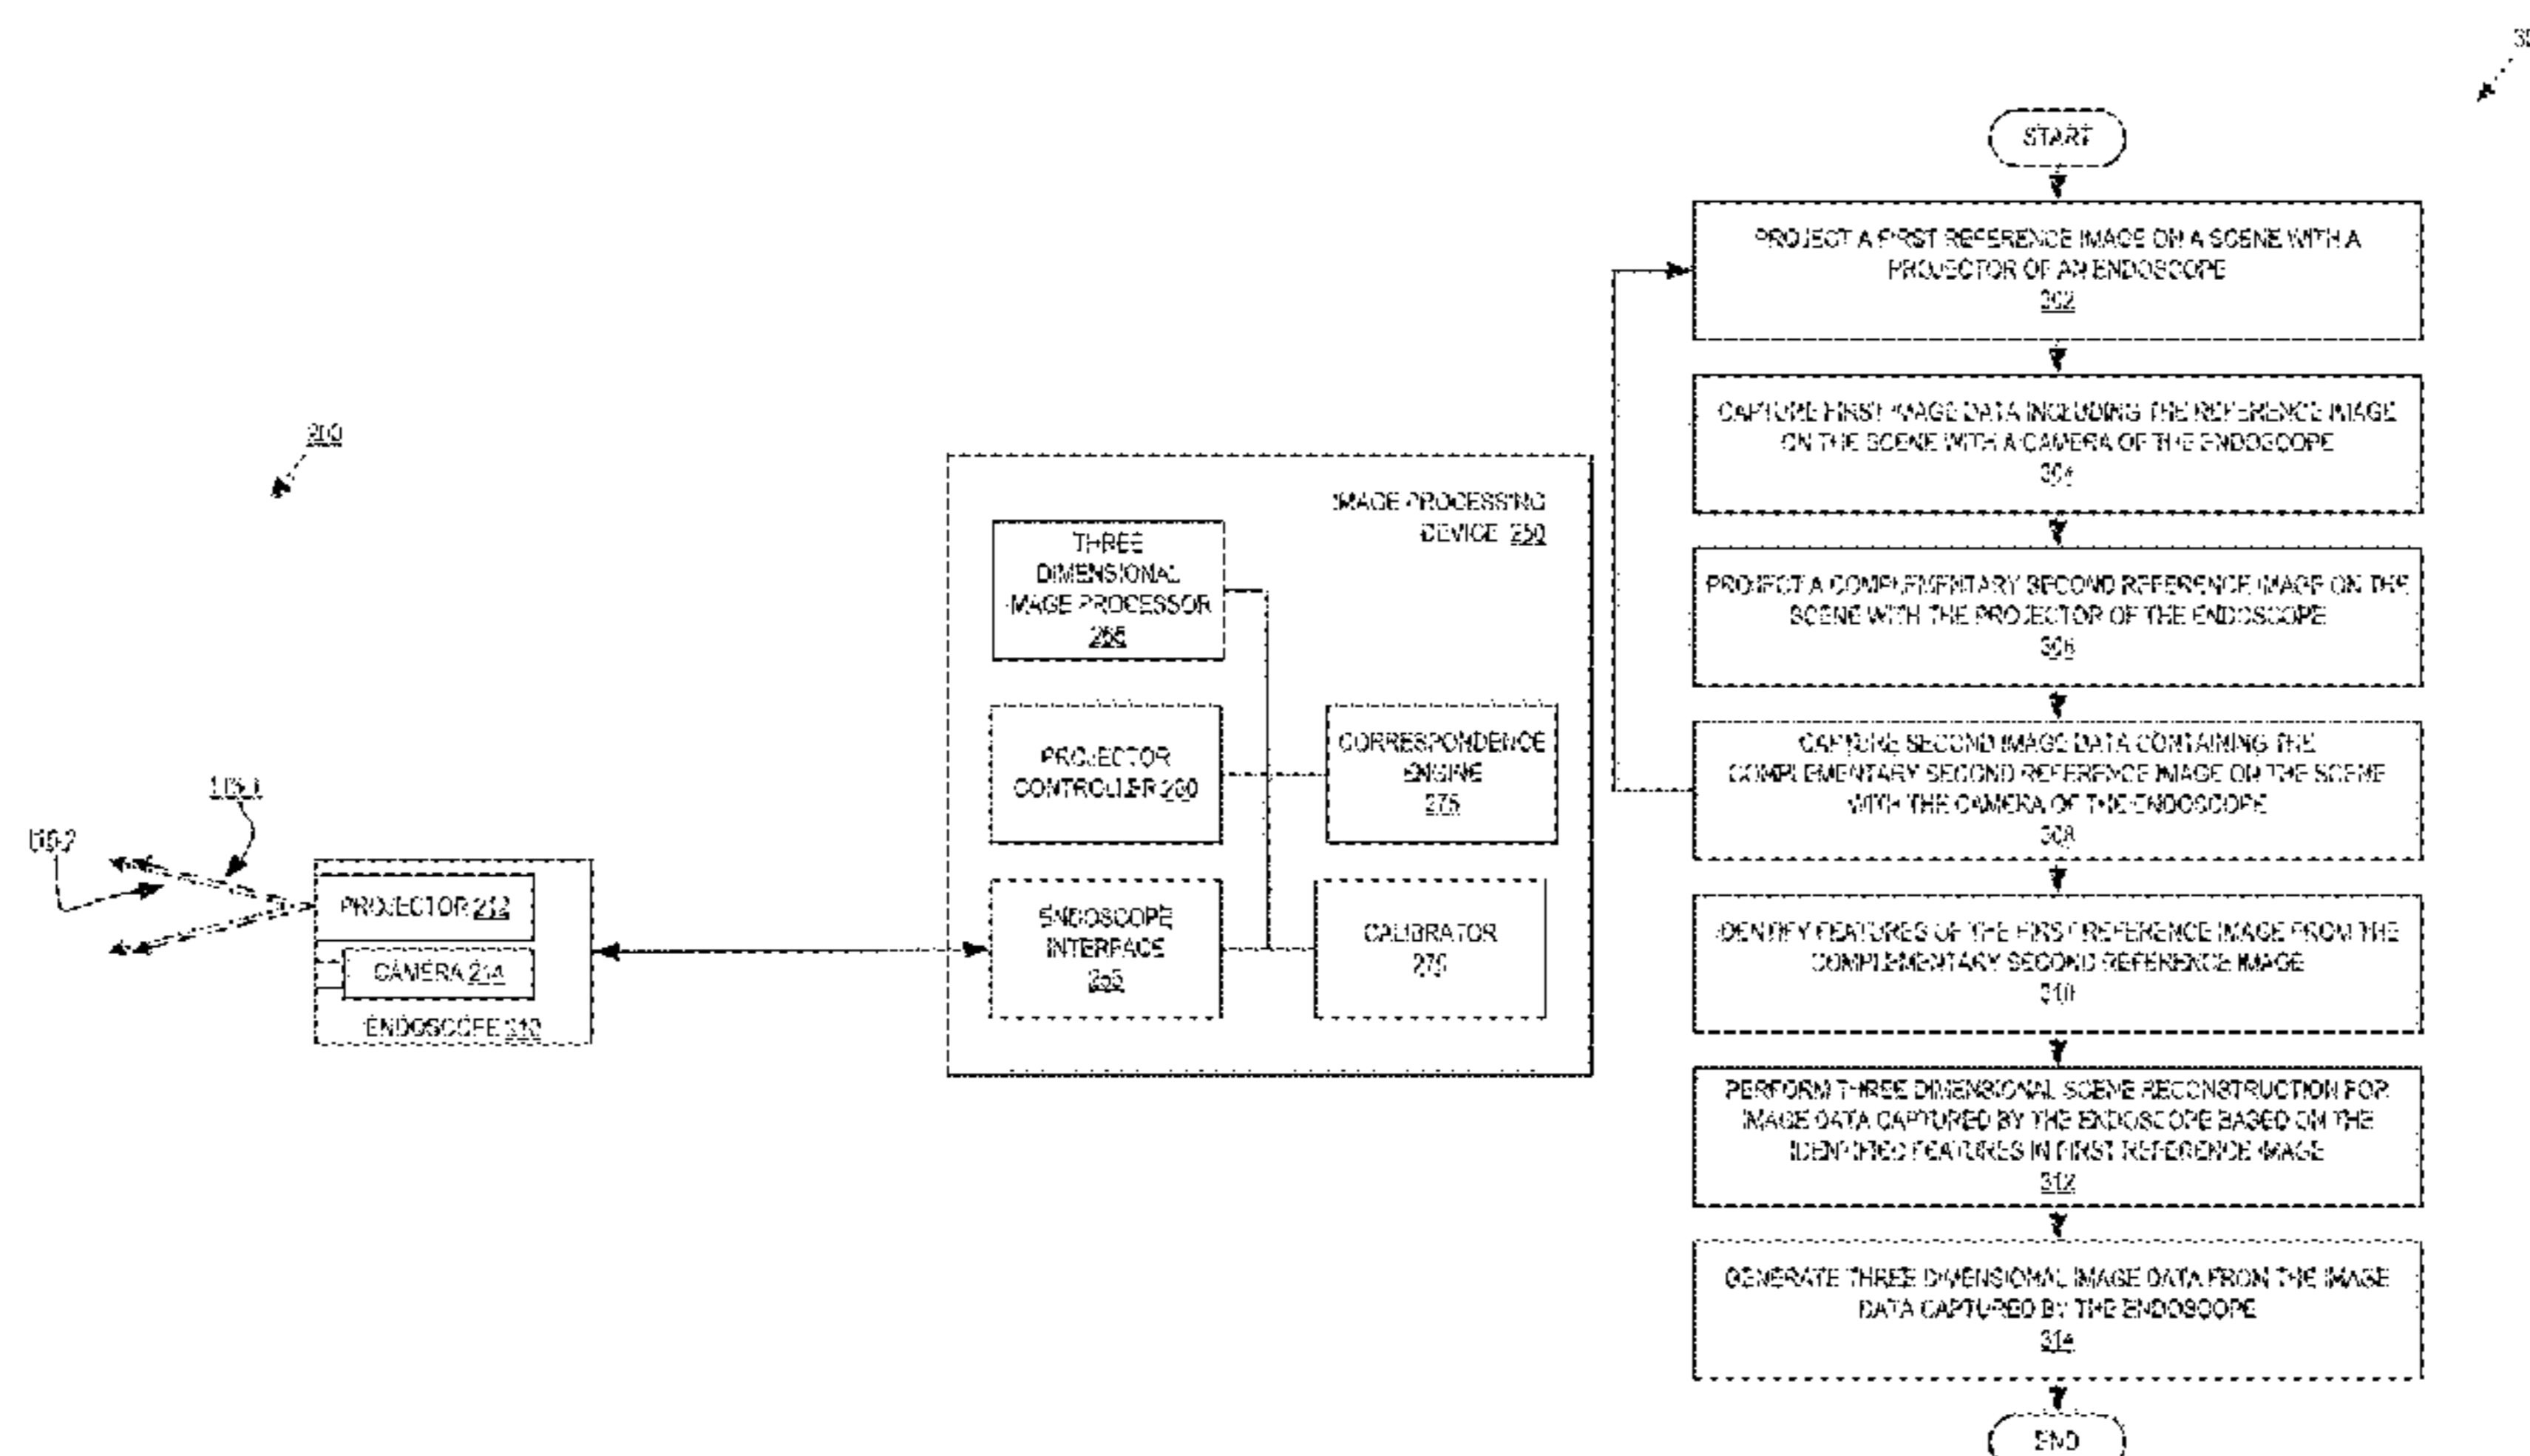 200
PROJECTOR 212
CAMERA 214
ENDOSCOPE 210
IMAGE PROCESSING
DEVICE 250
THREE
DIMENSIONAL
IMAGE PROCESSOR
PROJECTOR
CONTROLLER 260
CORRESPONDENCE
ENGINE
275
ENDOSCOPE
INTERFACE
255
CALIBRATOR
270
START
PROJECT A FIRST REFERENCE IMAGE ON A SCENE WITH A
PROJECTOR OF AN ENDOSCOPE
302
CAPTURE FIRST IMAGE DATA INCLUDING THE REFERENCE IMAGE
ON THE SCENE WITH A CAMERA OF THE ENDOSCOPE
304
PROJECT A COMPLEMENTARY SECOND REFERENCE IMAGE ON THE
SCENE WITH THE PROJECTOR OF THE ENDOSCOPE
306
CAPTURE SECOND IMAGE DATA CONTAINING THE
COMPLEMENTARY SECOND REFERENCE IMAGE ON THE SCENE
WITH THE CAMERA OF THE ENDOSCOPE
308
IDENTIFY FEATURES OF THE FIRST REFERENCE IMAGE FROM THE
COMPLEMENTARY SECOND REFERENCE IMAGE
310
PERFORM THREE DIMENSIONAL SCENE RECONSTRUCTION FOR
IMAGE DATA CAPTURED BY THE ENDOSCOPE BASED ON THE
IDENTIFIED FEATURES IN FIRST REFERENCE IMAGE
312
GENERATE THREE DIMENSIONAL IMAGE DATA FROM THE IMAGE
DATA CAPTURED BY THE ENDOSCOPE
314
END